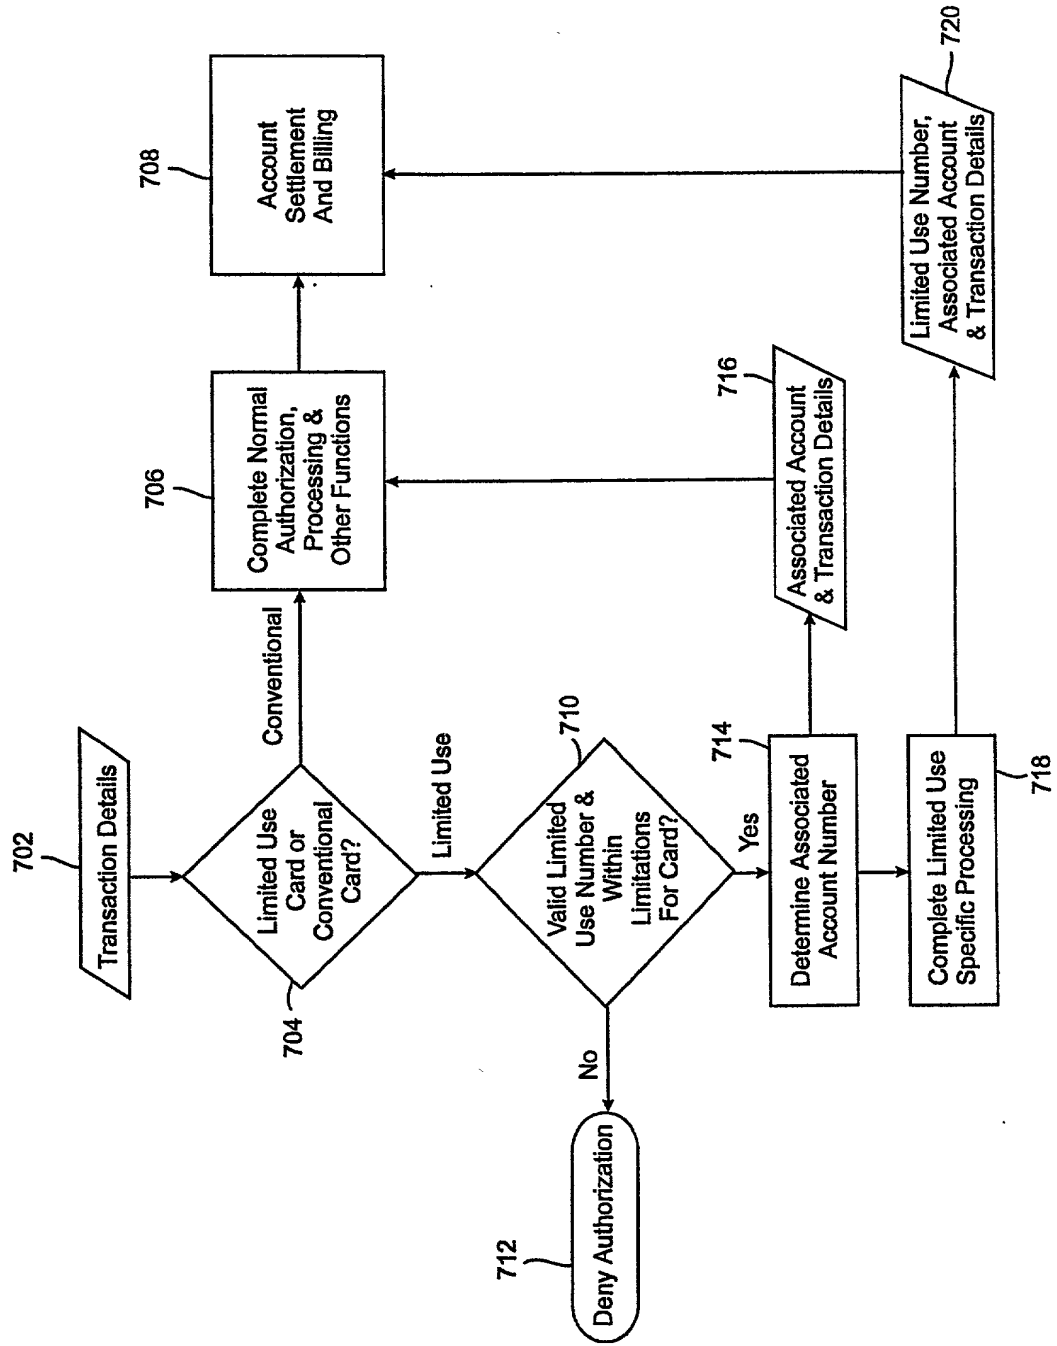 702
Transaction Details
704
Limited Use
Card or
Conventional
Card?
Conventional
706
Complete Normal
Authorization,
Processing &
Other Functions
708
Account
Settlement
And Billing
Limited Use
710
Valid Limited
Use Number &
Within
Limitations
For Card?
No
712
Deny Authorization
Yes
714
Determine Associated
Account Number
716
Associated Account
& Transaction Details
Complete Limited Use
Specific Processing
718
720
Limited Use Number,
Associated Account
& Transaction Details